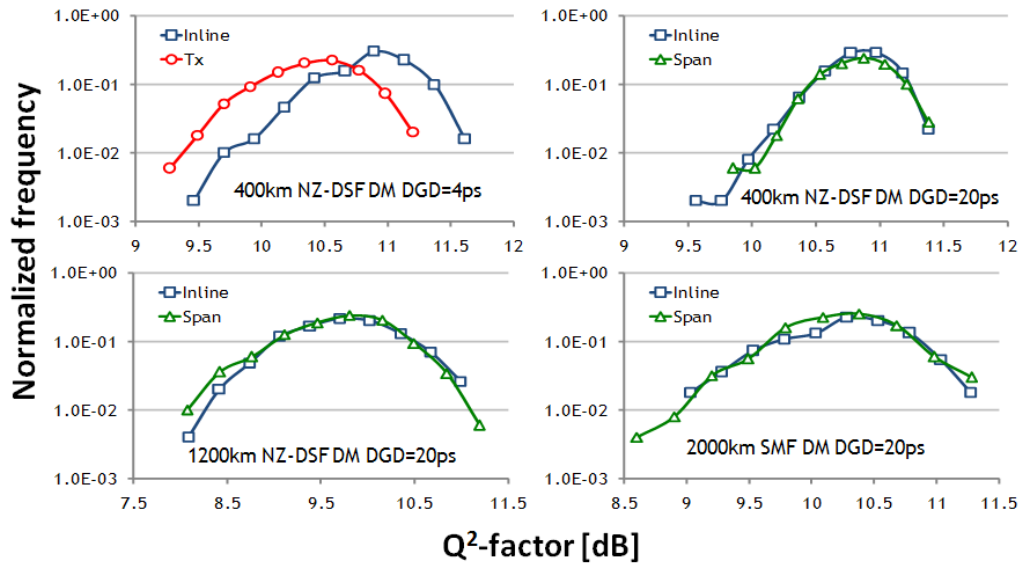 Normalized frequency
1.0E+00
1.0E-01
1.0E-02
1.0E-03
Inline
Tx
400km NZ-DSF DM DGD=4ps
9 9.5 10 10.5 11 11.5 12
1.0E+00
1.0E-01
1.0E-02
1.0E-03
Inline
Span
400km NZ-DSF DM DGD=20ps
9 9.5 10 10.5 11 11.5 12
1.0E+00
1.0E-01
1.0E-02
1.0E-03
Inline
Span
1200km NZ-DSF DM DGD=20ps
7.5 8.5 9.5 10.5 11.5
1.0E+00
1.0E-01
1.0E-02
1.0E-03
Inline
Span
2000km SMF DM DGD=20ps
8.5 9 9.5 10 10.5 11 11.5
Q²-factor [dB]